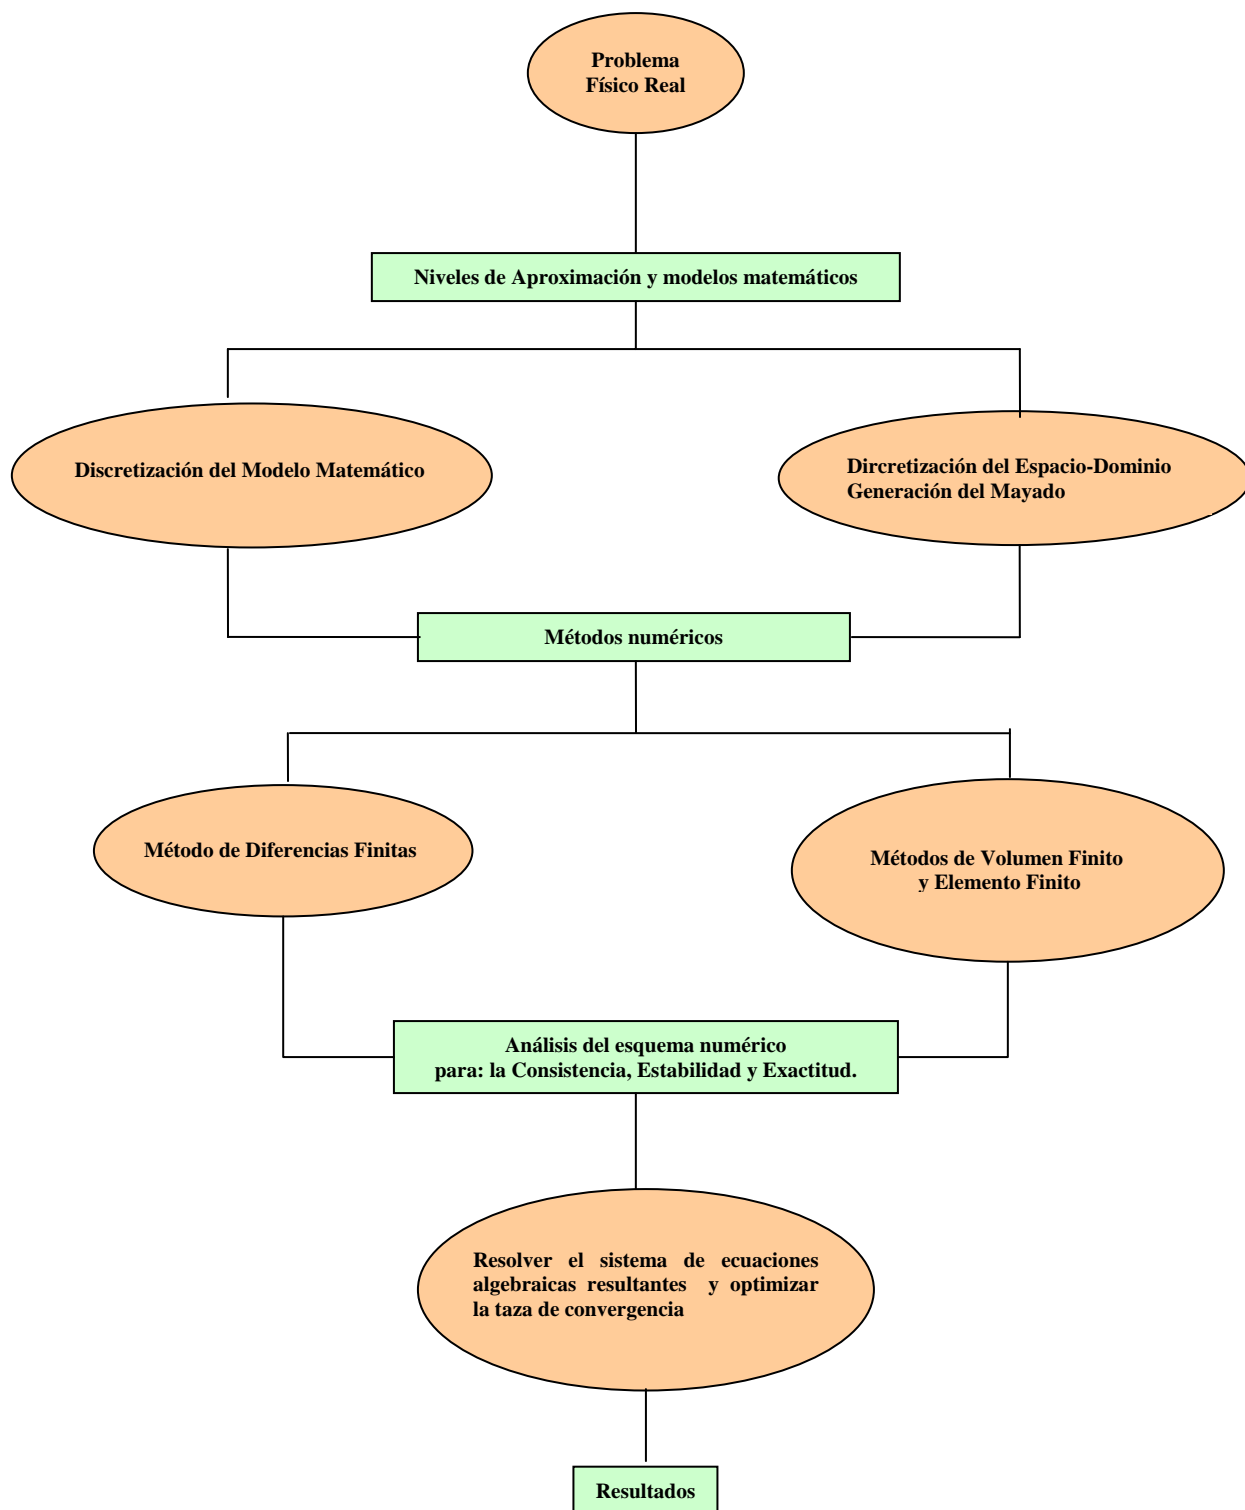 Problema
Físico Real
Niveles de Aproximación y modelos matemáticos
Discretización del Modelo Matemático
Dircretización del Espacio-Dominio
Generación del Mayado
Métodos numéricos
Método de Diferencias Finitas
Métodos de Volumen Finito
y Elemento Finito
Análisis del esquema numérico
para: la Consistencia, Estabilidad y Exactitud.
Resolver el sistema de ecuaciones
algebraicas resultantes y optimizar
la taza de convergencia
Resultados